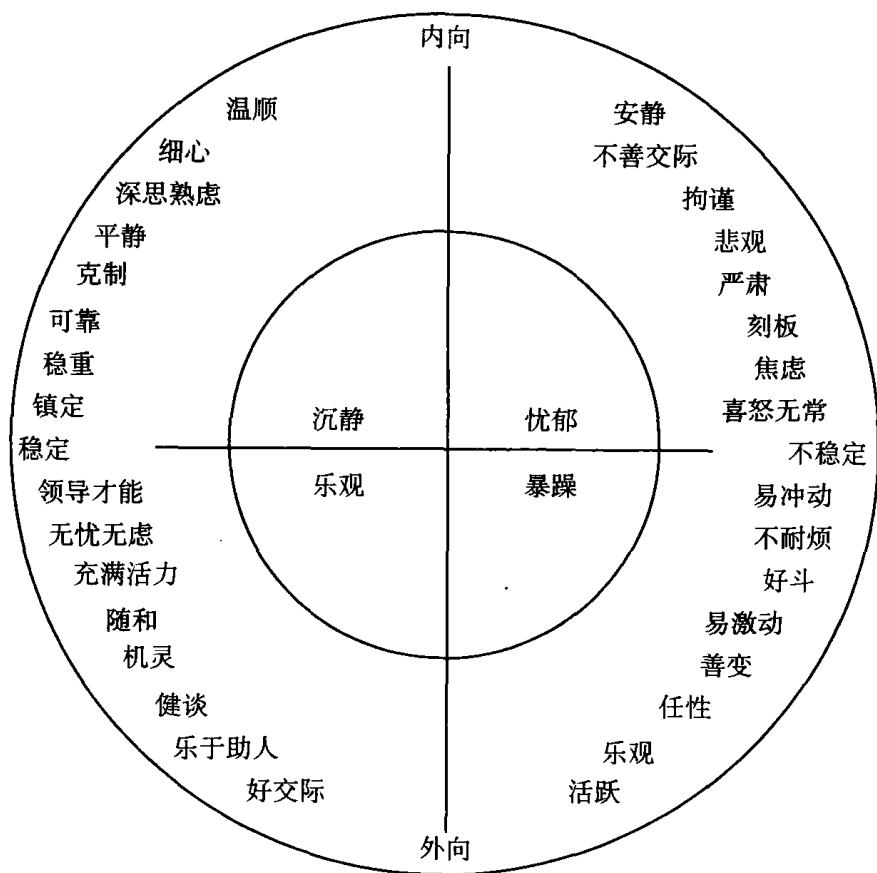 内向
温顺
安静
细心
不善交际
深思熟虑
拘谨
平静
悲观
克制
严肃
可靠
刻板
稳重
焦虑
镇定
沉静
忧郁
喜怒无常
稳定
不稳定
领导才能
乐观
暴躁
易冲动
无忧无虑
不耐烦
充满活力
好斗
随和
易激动
机灵
善变
健谈
任性
乐于助人
乐观
好交际
活跃
外向